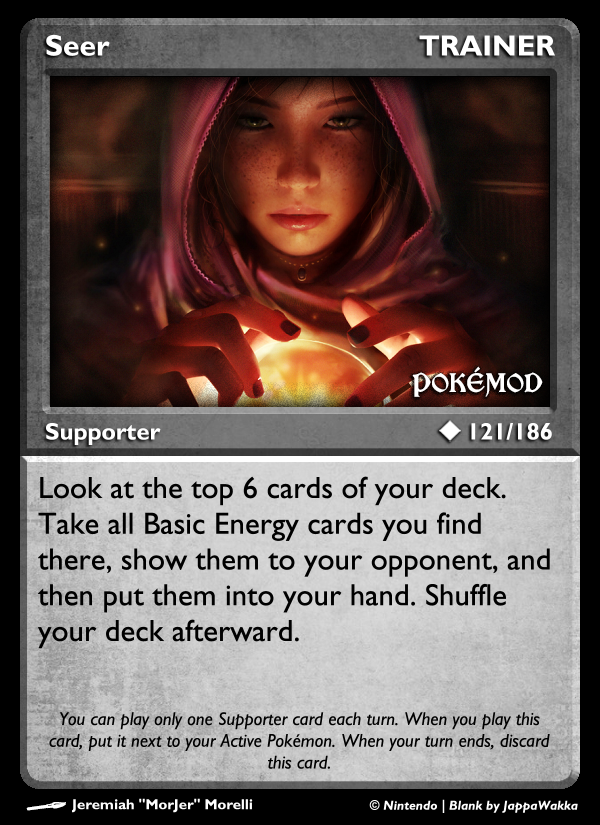 Seer TRAINER
POKÉMOD
Supporter ◆ 121/186
Look at the top 6 cards of your deck.
Take all Basic Energy cards you find
there, show them to your opponent, and
then put them into your hand. Shuffle
your deck afterward.
You can play only one Supporter card each turn. When you play this
card, put it next to your Active Pokémon. When your turn ends, discard
this card.
Jeremiah "MorJer" Morelli © Nintendo | Blank by JappaWakka